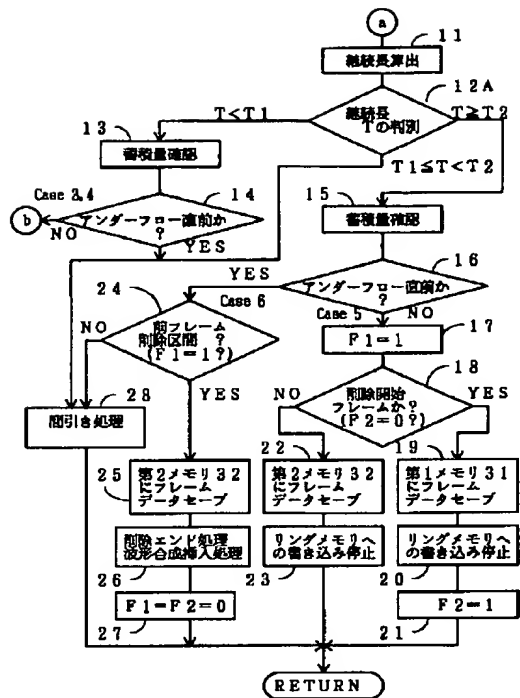 a
11
継続長算出
12A
継続長
Tの判別
T<T1
T≧T2
T1≦T<T2
13
蓄積量確認
Case 3,4
14
アンダーフロー直前か
?
b
NO
YES
15
蓄積量確認
16
アンダーフロー直前か
?
YES
NO
Case 5
17
F1=1
Case 6
24
前フレーム
削除区間 ?
(F1=1?)
NO
YES
18
削除開始
フレームか?
(F2=0?)
NO
YES
28
間引き処理
25
第2メモリ32
にフレーム
データセーブ
22
第2メモリ32
にフレーム
データセーブ
19
第1メモリ31
にフレーム
データセーブ
26
削除エンド処理
波形合成挿入処理
23
リングメモリへ
の書き込み停止
20
リングメモリへ
の書き込み停止
27
F1=F2=0
21
F2=1
RETURN